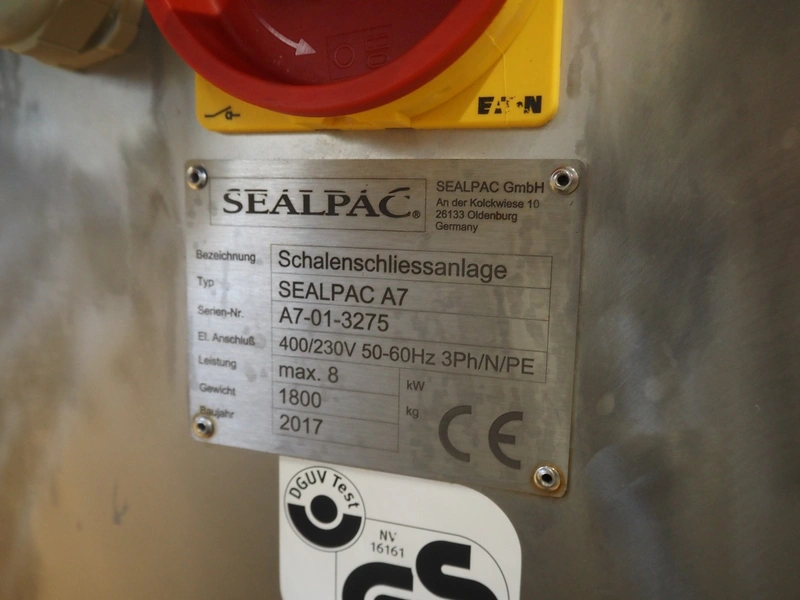 EATON
SEALPAC®
SEALPAC GmbH
An der Kolckwiese 10
26133 Oldenburg
Germany
Bezeichnung Schalenschliessanlage
Typ SEALPAC A7
Serien-Nr. A7-01-3275
El. Anschluß 400/230V 50-60Hz 3Ph/N/PE
Leistung max. 8 kW
Gewicht 1800 kg
Baujahr 2017
CE
DGUV Test
NV
16161
GS